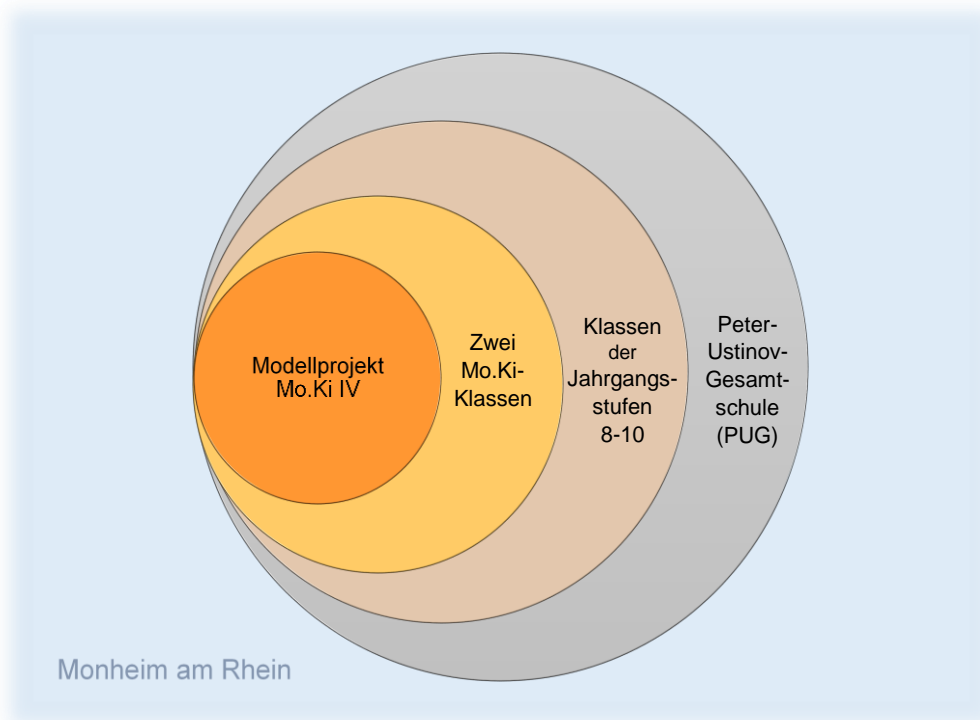 Modellprojekt
Mo.Ki IV
Zwei
Mo.Ki-
Klassen
Klassen
der
Jahrgangs-
stufen
8-10
Peter-
Ustinov-
Gesamt-
schule
(PUG)
Monheim am Rhein